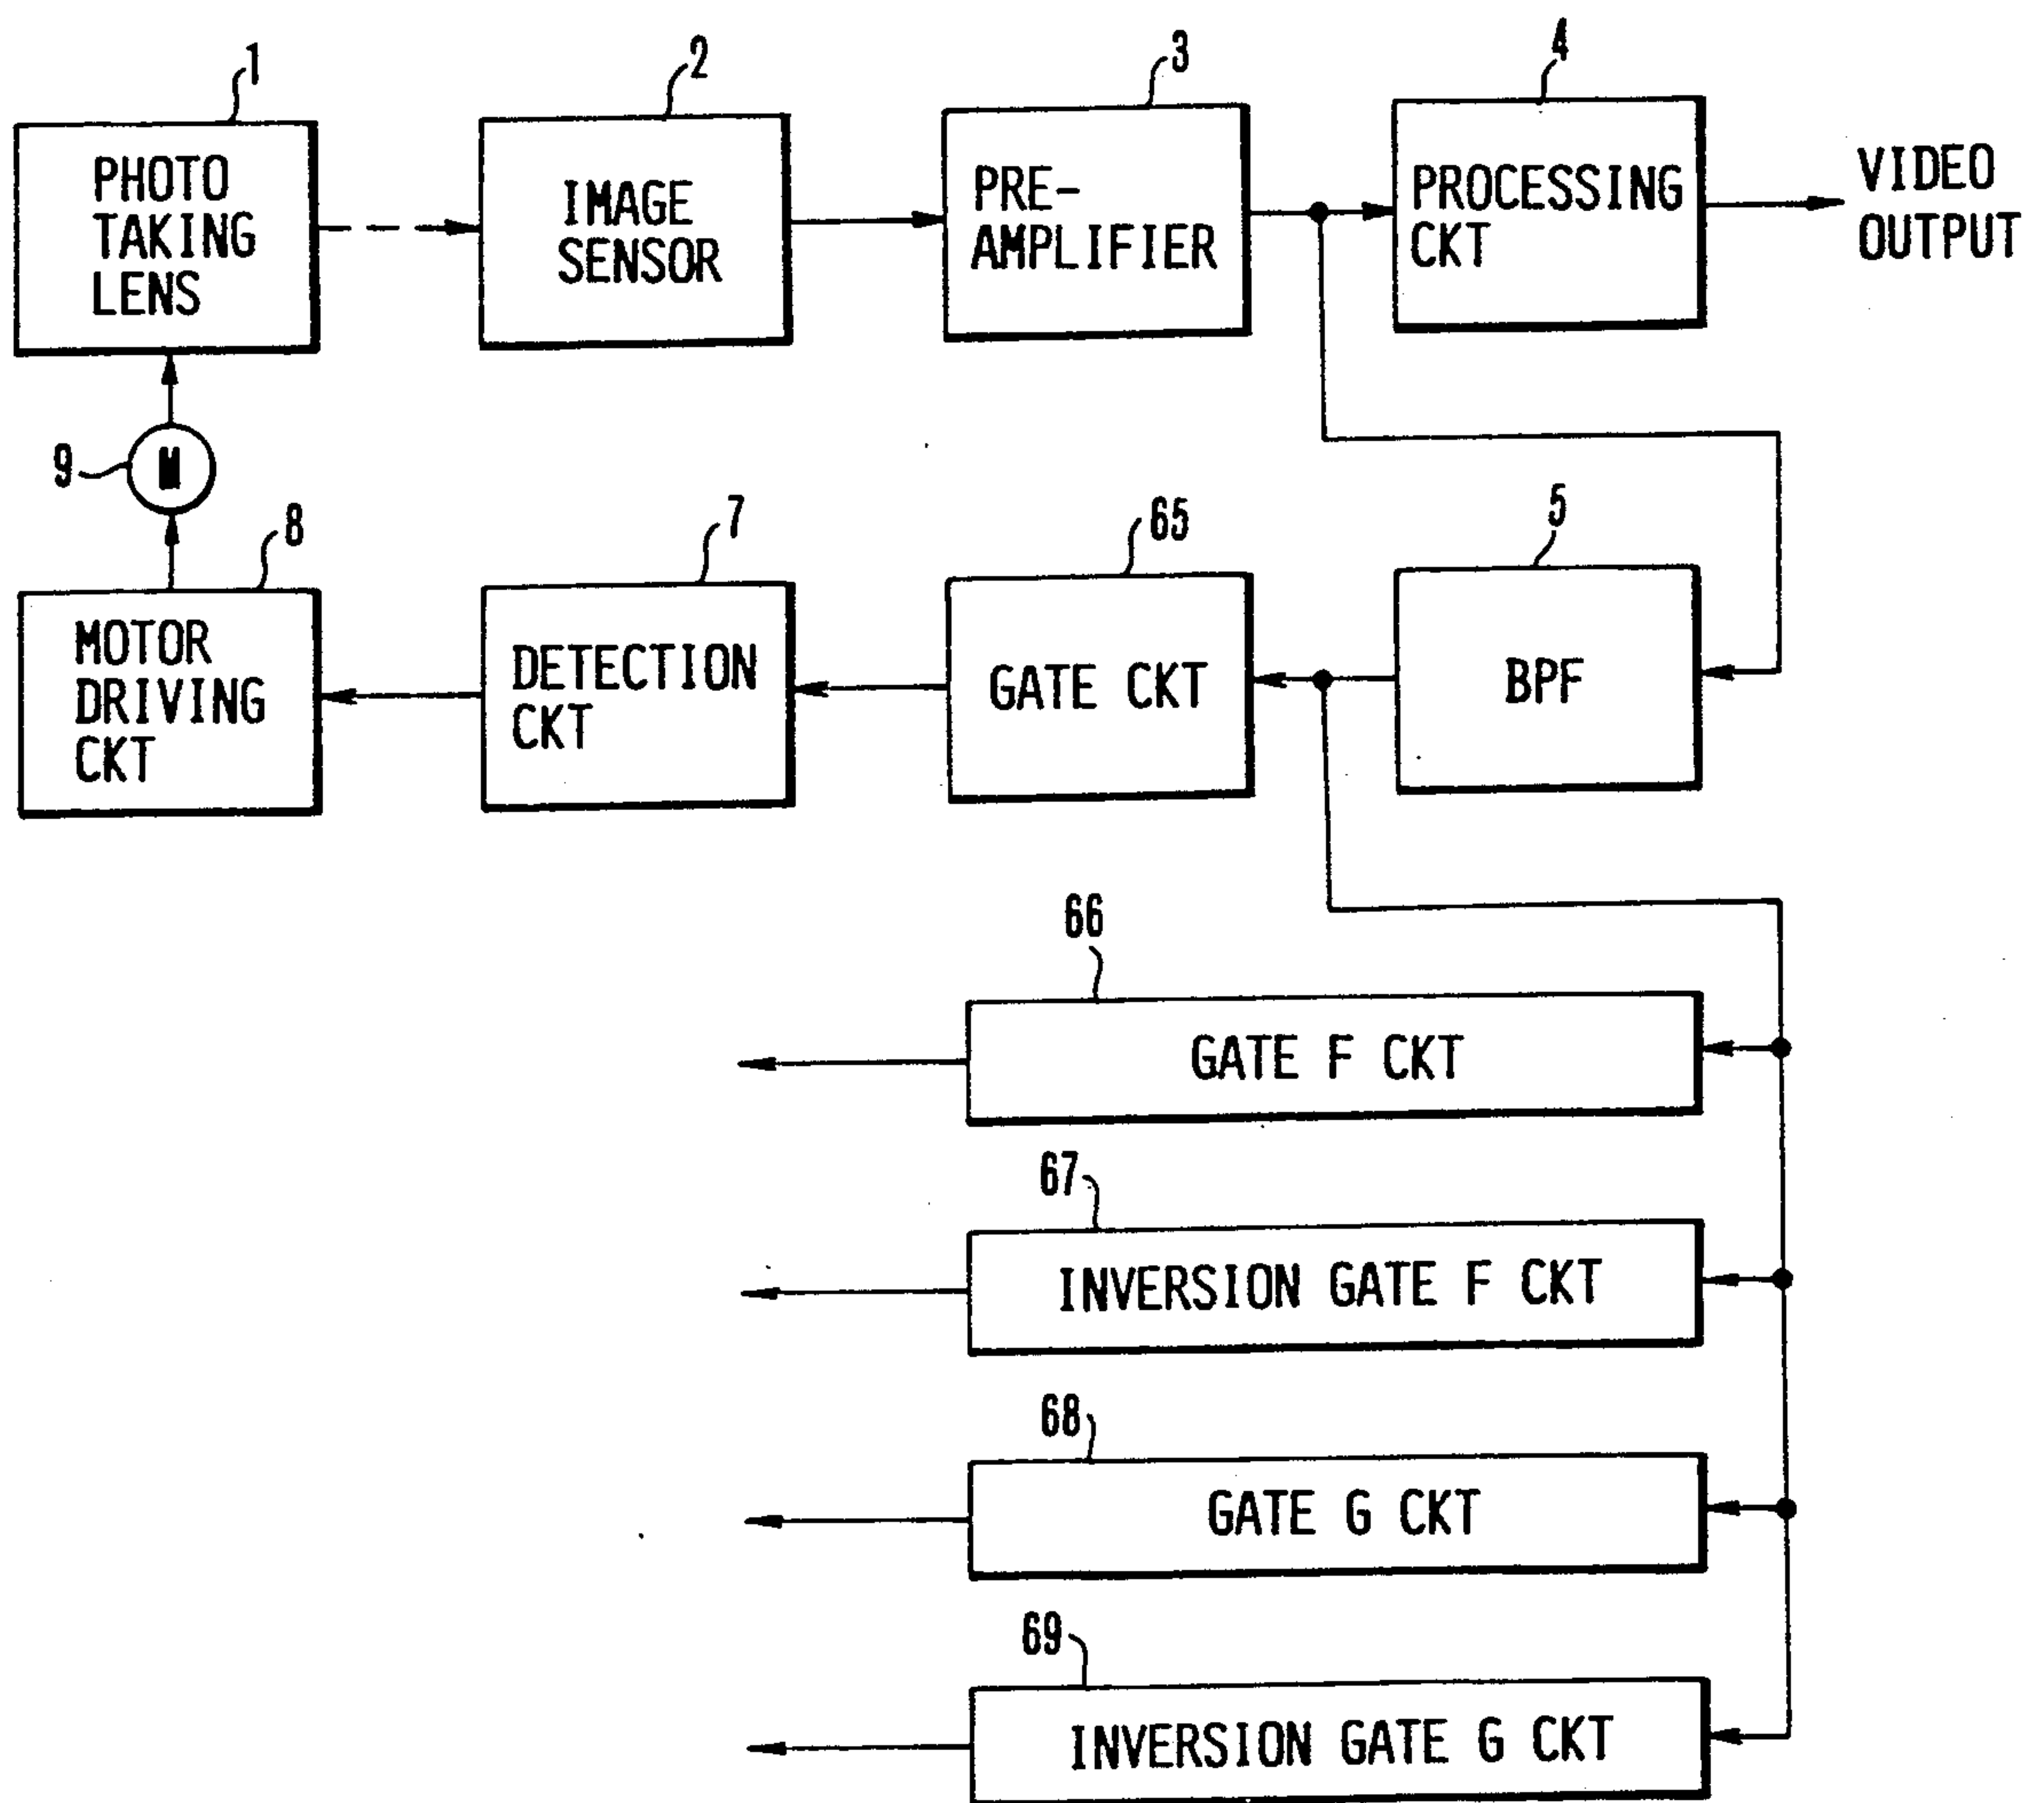 1
2
3
4
PHOTO
TAKING
LENS
IMAGE
SENSOR
PRE-
AMPLIFIER
PROCESSING
CKT
VIDEO
OUTPUT
9
M
8
7
65
5
MOTOR
DRIVING
CKT
DETECTION
CKT
GATE CKT
BPF
66
GATE F CKT
67
INVERSION GATE F CKT
68
GATE G CKT
69
INVERSION GATE G CKT